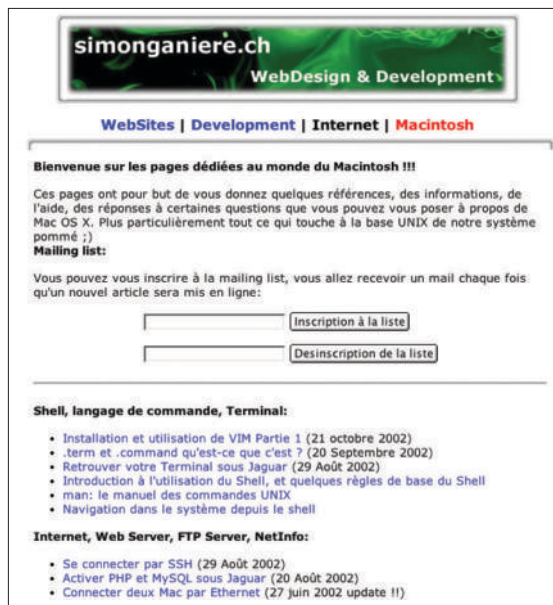 simonganiere.ch
WebDesign & Development
WebSites | Development | Internet | Macintosh
Bienvenue sur les pages dédiées au monde du Macintosh !!!
Ces pages ont pour but de vous donnez quelques références, des informations, de
l'aide, des réponses à certaines questions que vous pouvez vous poser à propos de
Mac OS X. Plus particulièrement tout ce qui touche à la base UNIX de notre système
pommé ;)
Mailing list:
Vous pouvez vous inscrire à la mailing list, vous allez recevoir un mail chaque fois
qu'un nouvel article sera mis en ligne:
Inscription à la liste
Desinscription de la liste
Shell, langage de commande, Terminal:
• Installation et utilisation de VIM Partie 1 (21 octobre 2002)
• .term et .command qu'est-ce que c'est ? (20 Septembre 2002)
• Retrouver votre Terminal sous Jaguar (29 Août 2002)
• Introduction à l'utilisation du Shell, et quelques règles de base du Shell
• man: le manuel des commandes UNIX
• Navigation dans le système depuis le shell
Internet, Web Server, FTP Server, NetInfo:
• Se connecter par SSH (29 Août 2002)
• Activer PHP et MySQL sous Jaguar (20 Août 2002)
• Connecter deux Mac par Ethernet (27 juin 2002 update !!)